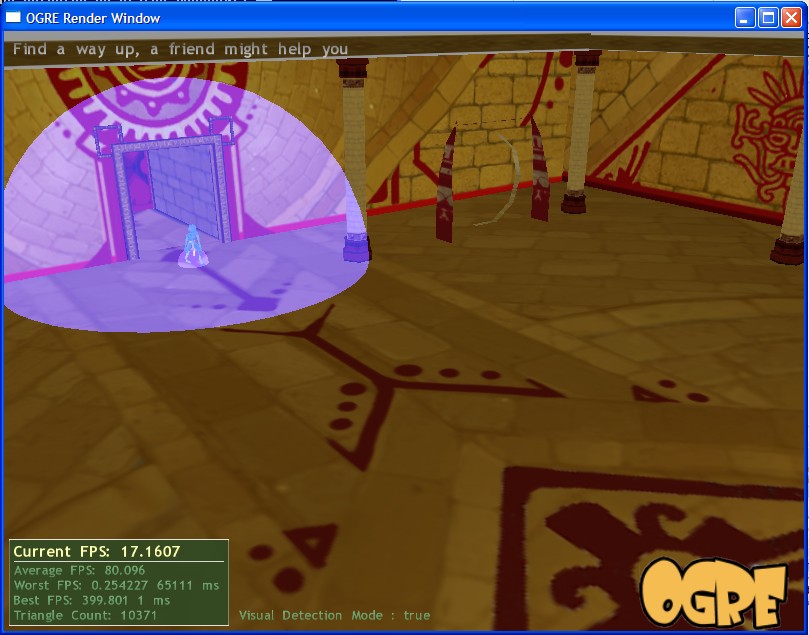 OGRE Render Window
Find a way up, a friend might help you
Current FPS: 17.1607
Average FPS: 80.096
Worst FPS: 0.254227 65111 ms
Best FPS: 399.801 1 ms
Triangle Count: 10371
Visual Detection Mode : true
OGRE